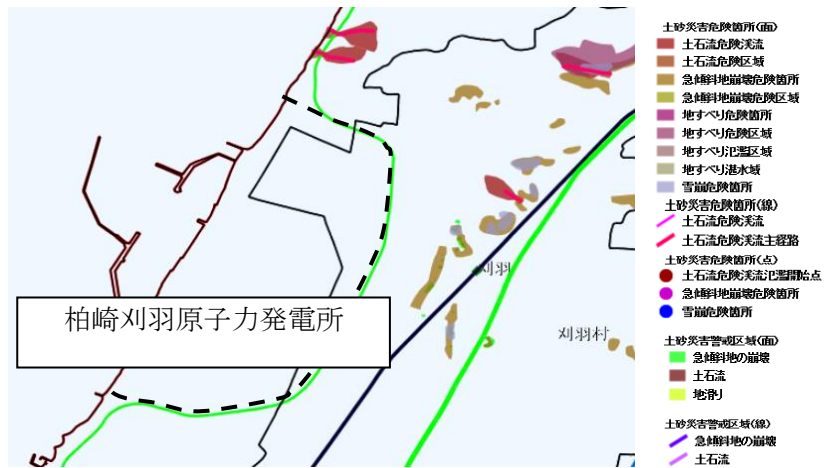 柏崎刈羽原子力発電所
刈羽
刈羽村
土砂災害危険箇所(面)
土石流危険渓流
土石流危険区域
急傾斜地崩壊危険箇所
急傾斜地崩壊危険区域
地すべり危険箇所
地すべり危険区域
地すべり氾濫区域
地すべり湛水域
雪崩危険箇所
土砂災害危険箇所(線)
土石流危険渓流
土石流危険渓流主経路
土砂災害危険箇所(点)
土石流危険渓流氾濫開始点
急傾斜地崩壊危険箇所
雪崩危険箇所
土砂災害警戒区域(面)
急傾斜地の崩壊
土石流
地滑り
土砂災害警戒区域(線)
急傾斜地の崩壊
土石流